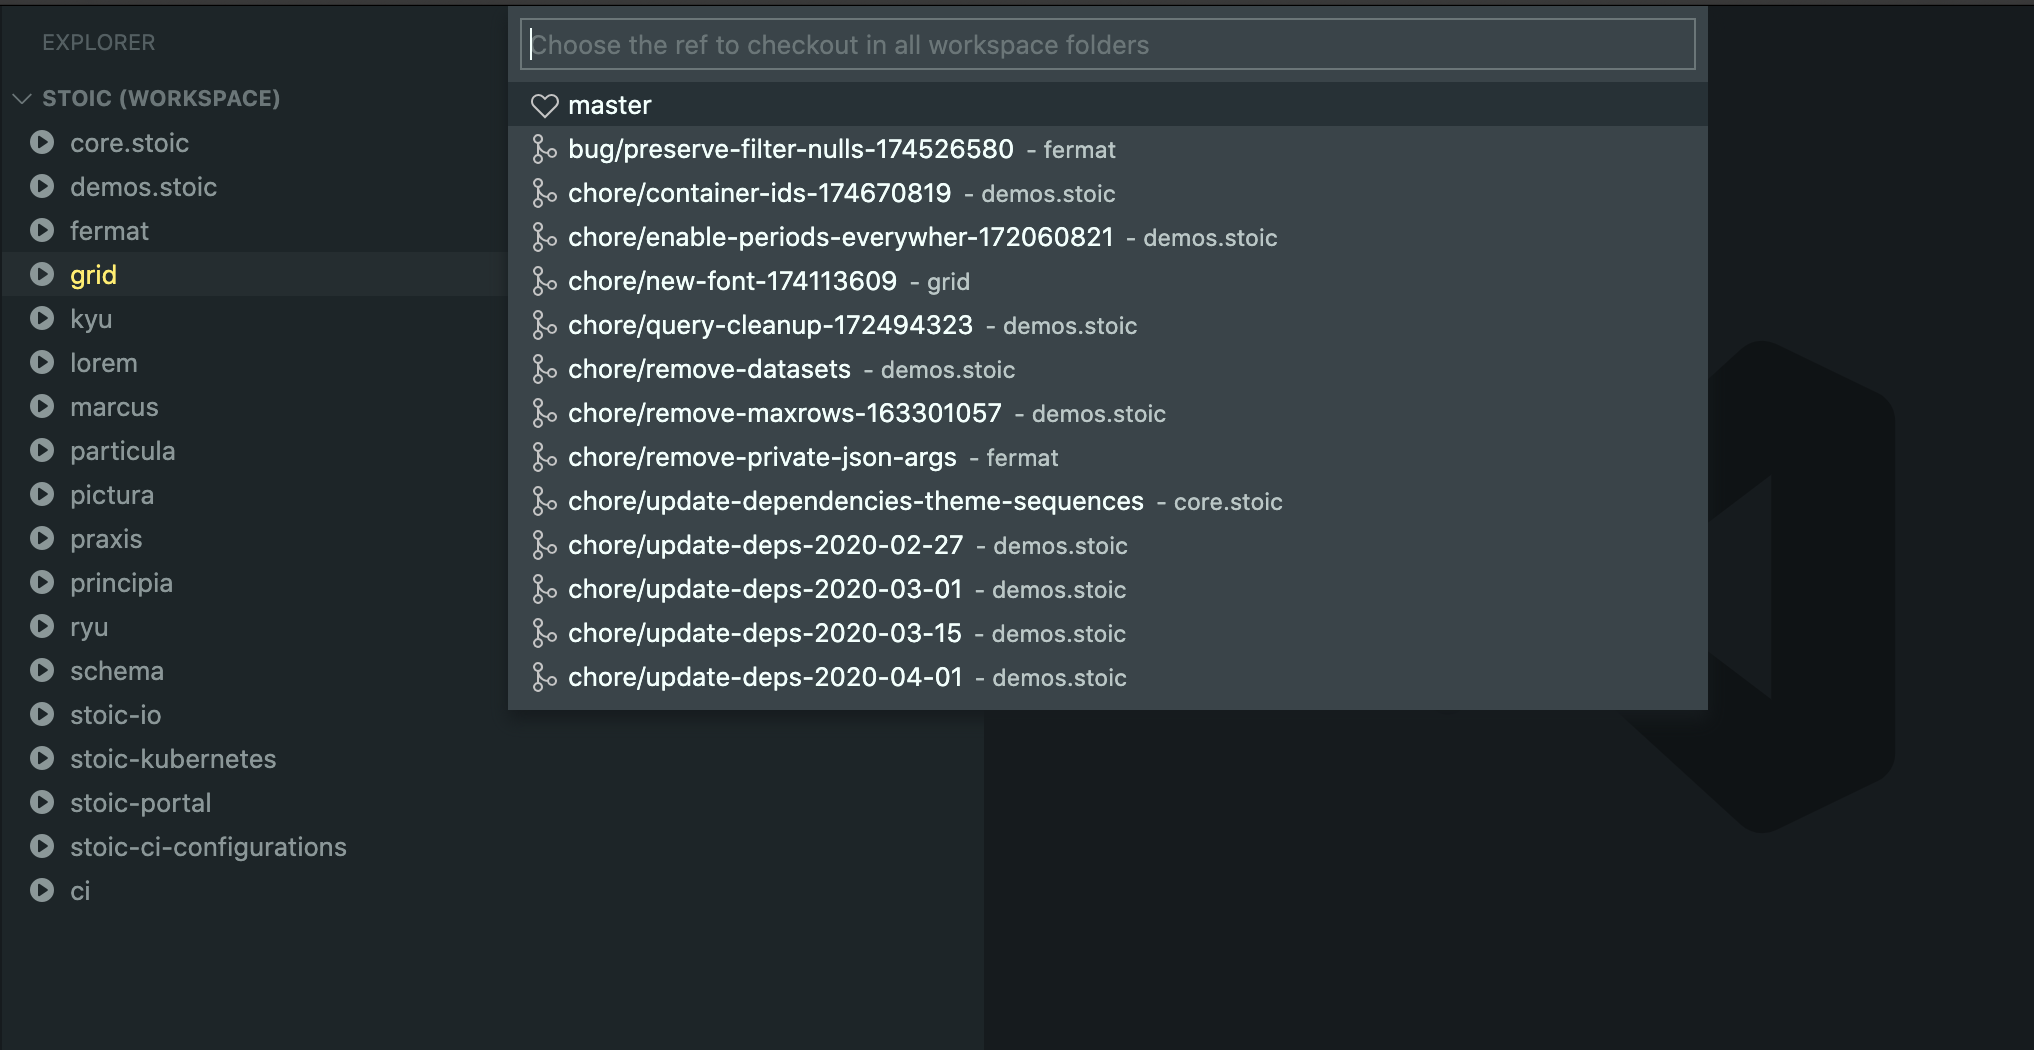 EXPLORER
STOIC (WORKSPACE)
core.stoic
demos.stoic
fermat
grid
kyu
lorem
marcus
particula
pictura
praxis
principia
ryu
schema
stoic-io
stoic-kubernetes
stoic-portal
stoic-ci-configurations
ci
Choose the ref to checkout in all workspace folders
master
bug/preserve-filter-nulls-174526580 - fermat
chore/container-ids-174670819 - demos.stoic
chore/enable-periods-everywher-172060821 - demos.stoic
chore/new-font-174113609 - grid
chore/query-cleanup-172494323 - demos.stoic
chore/remove-datasets - demos.stoic
chore/remove-maxrows-163301057 - demos.stoic
chore/remove-private-json-args - fermat
chore/update-dependencies-theme-sequences - core.stoic
chore/update-deps-2020-02-27 - demos.stoic
chore/update-deps-2020-03-01 - demos.stoic
chore/update-deps-2020-03-15 - demos.stoic
chore/update-deps-2020-04-01 - demos.stoic